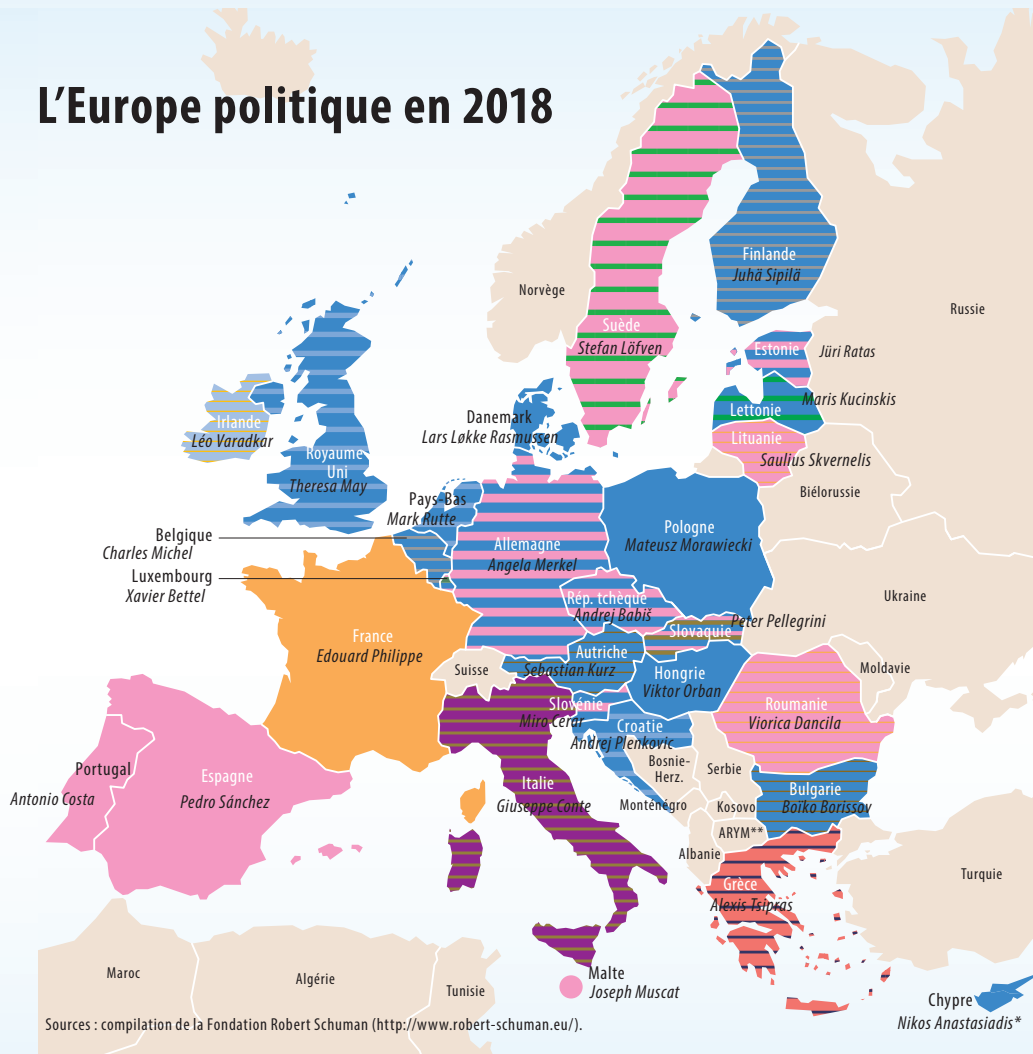 L'Europe politique en 2018
Norvège
Finlande
Juhä Sipilä
Russie
Suède
Stefan Löfven
Estonie
Jüri Ratas
Maris Kucinskis
Lettonie
Lituanie
Saulius Skvernelis
Biélorussie
Danemark
Lars Løkke Rasmussen
Irlande
Léo Varadkar
Royaume
Uni
Theresa May
Pays-Bas
Mark Rutte
Belgique
Charles Michel
Luxembourg
Xavier Bettel
Allemagne
Angela Merkel
Pologne
Mateusz Morawiecki
Ukraine
Rép. tchèque
Andrej Babiš
Peter Pellegrini
Slovaquie
France
Edouard Philippe
Suisse
Autriche
Sebastian Kurz
Hongrie
Viktor Orban
Moldavie
Slovénie
Miro Cerar
Croatie
Andrej Plenkovic
Roumanie
Viorica Dancila
Bosnie-
Herz.
Serbie
Portugal
Antonio Costa
Espagne
Pedro Sánchez
Italie
Giuseppe Conte
Monténégro
Kosovo
Bulgarie
Boïko Borissov
ARYM**
Albanie
Grèce
Alexis Tsipras
Turquie
Maroc
Algérie
Tunisie
Malte
Joseph Muscat
Chypre
Nikos Anastasiadis*
Sources : compilation de la Fondation Robert Schuman (http://www.robert-schuman.eu/).